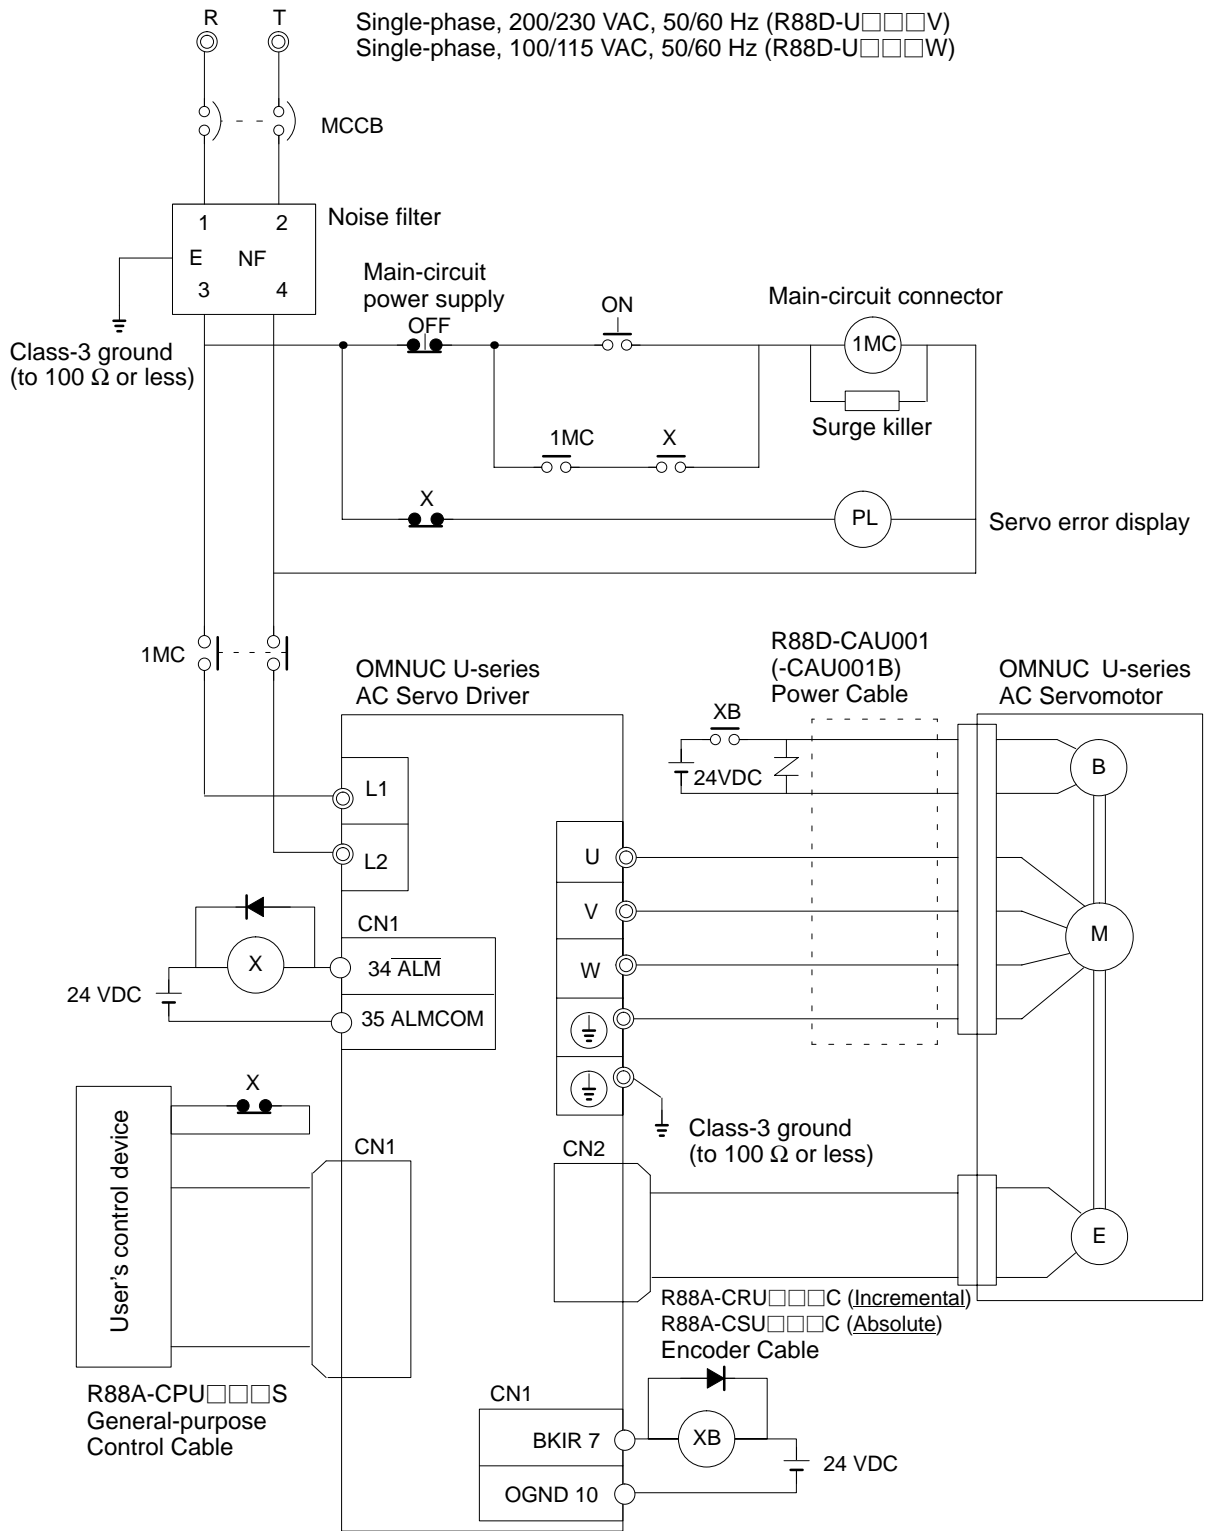 R T
Single-phase, 200/230 VAC, 50/60 Hz (R88D-U□□□V)
Single-phase, 100/115 VAC, 50/60 Hz (R88D-U□□□W)
MCCB
1 2
Noise filter
E NF
3 4
Class-3 ground
(to 100 Ω or less)
Main-circuit
power supply
OFF
ON
Main-circuit connector
1MC
Surge killer
1MC X
X
PL
Servo error display
1MC
OMNUC U-series
AC Servo Driver
R88D-CAU001
(-CAU001B)
Power Cable
OMNUC U-series
AC Servomotor
XB
24VDC
B
L1
L2
U
V
W
M
CN1
X
34 ALM
24 VDC
35 ALMCOM
X
User's control device
CN1
Class-3 ground
(to 100 Ω or less)
CN2
E
R88A-CRU□□□C (Incremental)
R88A-CSU□□□C (Absolute)
Encoder Cable
R88A-CPU□□□S
General-purpose
Control Cable
CN1
BKIR 7
XB
24 VDC
OGND 10